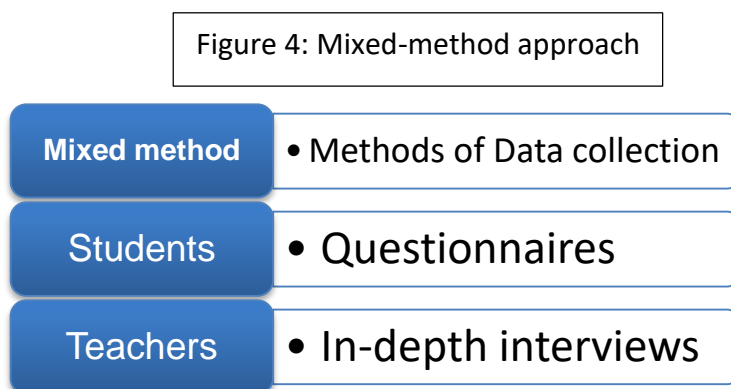 Figure 4: Mixed-method approach
Mixed method • Methods of Data collection
Students • Questionnaires
Teachers • In-depth interviews